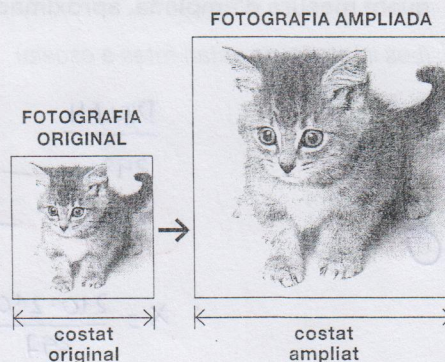 FOTOGRAFIA AMPLIADA
FOTOGRAFIA
ORIGINAL
costat
original
costat
ampliat